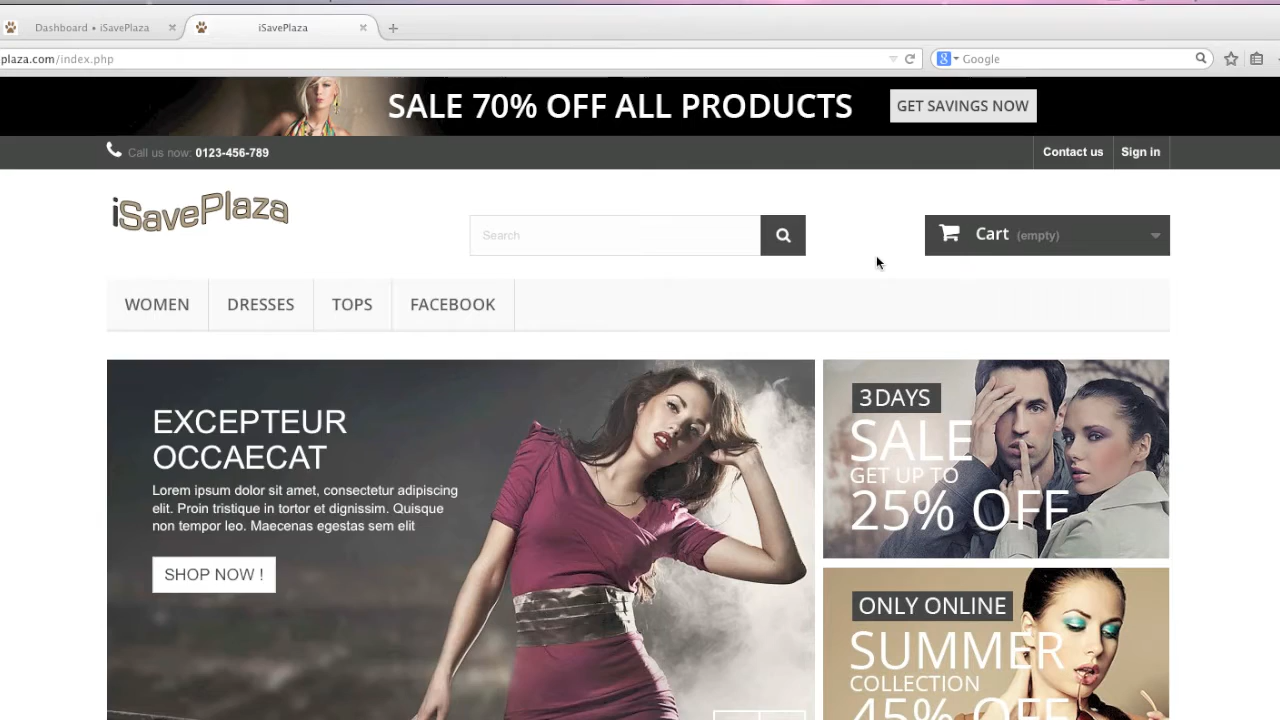 Dashboard • iSavePlaza
iSavePlaza
plaza.com/index.php
Google
SALE 70% OFF ALL PRODUCTS
GET SAVINGS NOW
Call us now: 0123-456-789
Contact us
Sign in
iSavePlaza
Search
Cart (empty)
WOMEN
DRESSES
TOPS
FACEBOOK
EXCEPTEUR
OCCAECAT
Lorem ipsum dolor sit amet, consectetur adipiscing
elit. Proin tristique in tortor et dignissim. Quisque
non tempor leo. Maecenas egestas sem elit
SHOP NOW !
3DAYS
SALE
GET UP TO
25% OFF
ONLY ONLINE
SUMMER
COLLECTION
45% OFF